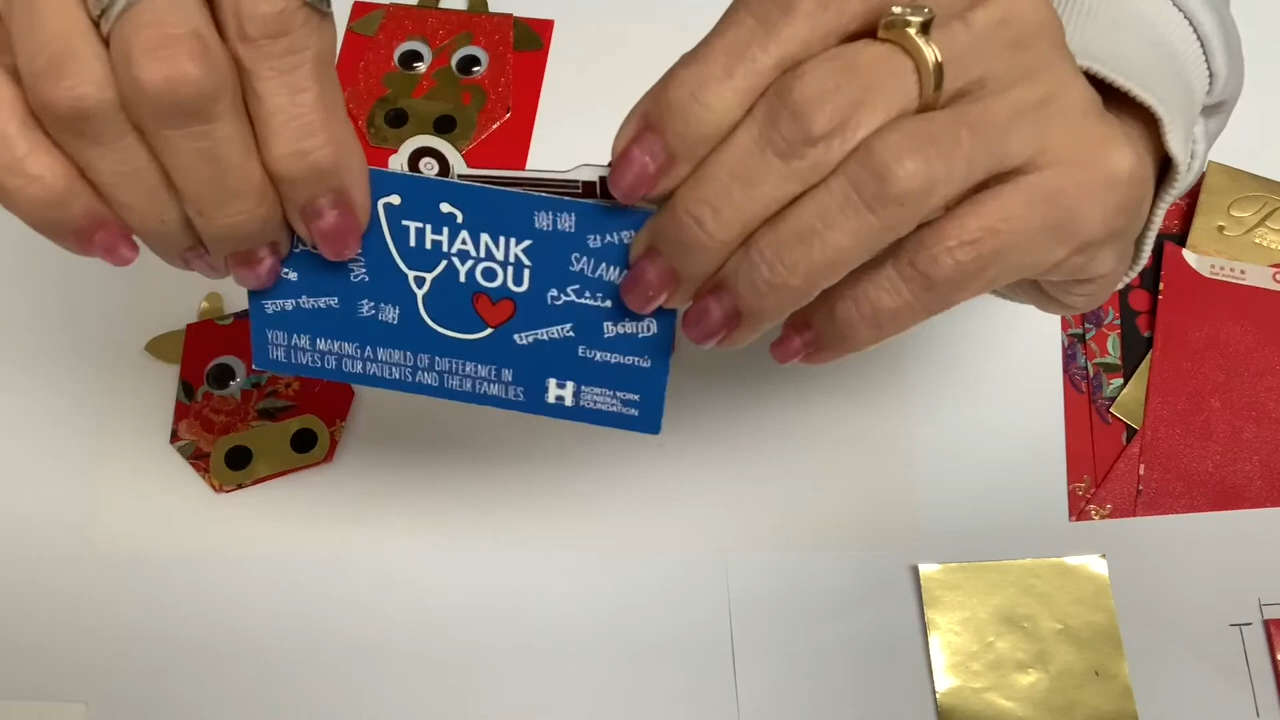 THANK
YOU
谢谢
감사합
SALAMA
متشکرم
ਤੁਹਾਡਾ ਧੰਨਵਾਦ
多謝
धन्यवाद
நன்றி
Ευχαριστώ
YOU ARE MAKING A WORLD OF DIFFERENCE IN
THE LIVES OF OUR PATIENTS AND THEIR FAMILIES.
NORTH YORK
GENERAL
FOUNDATION